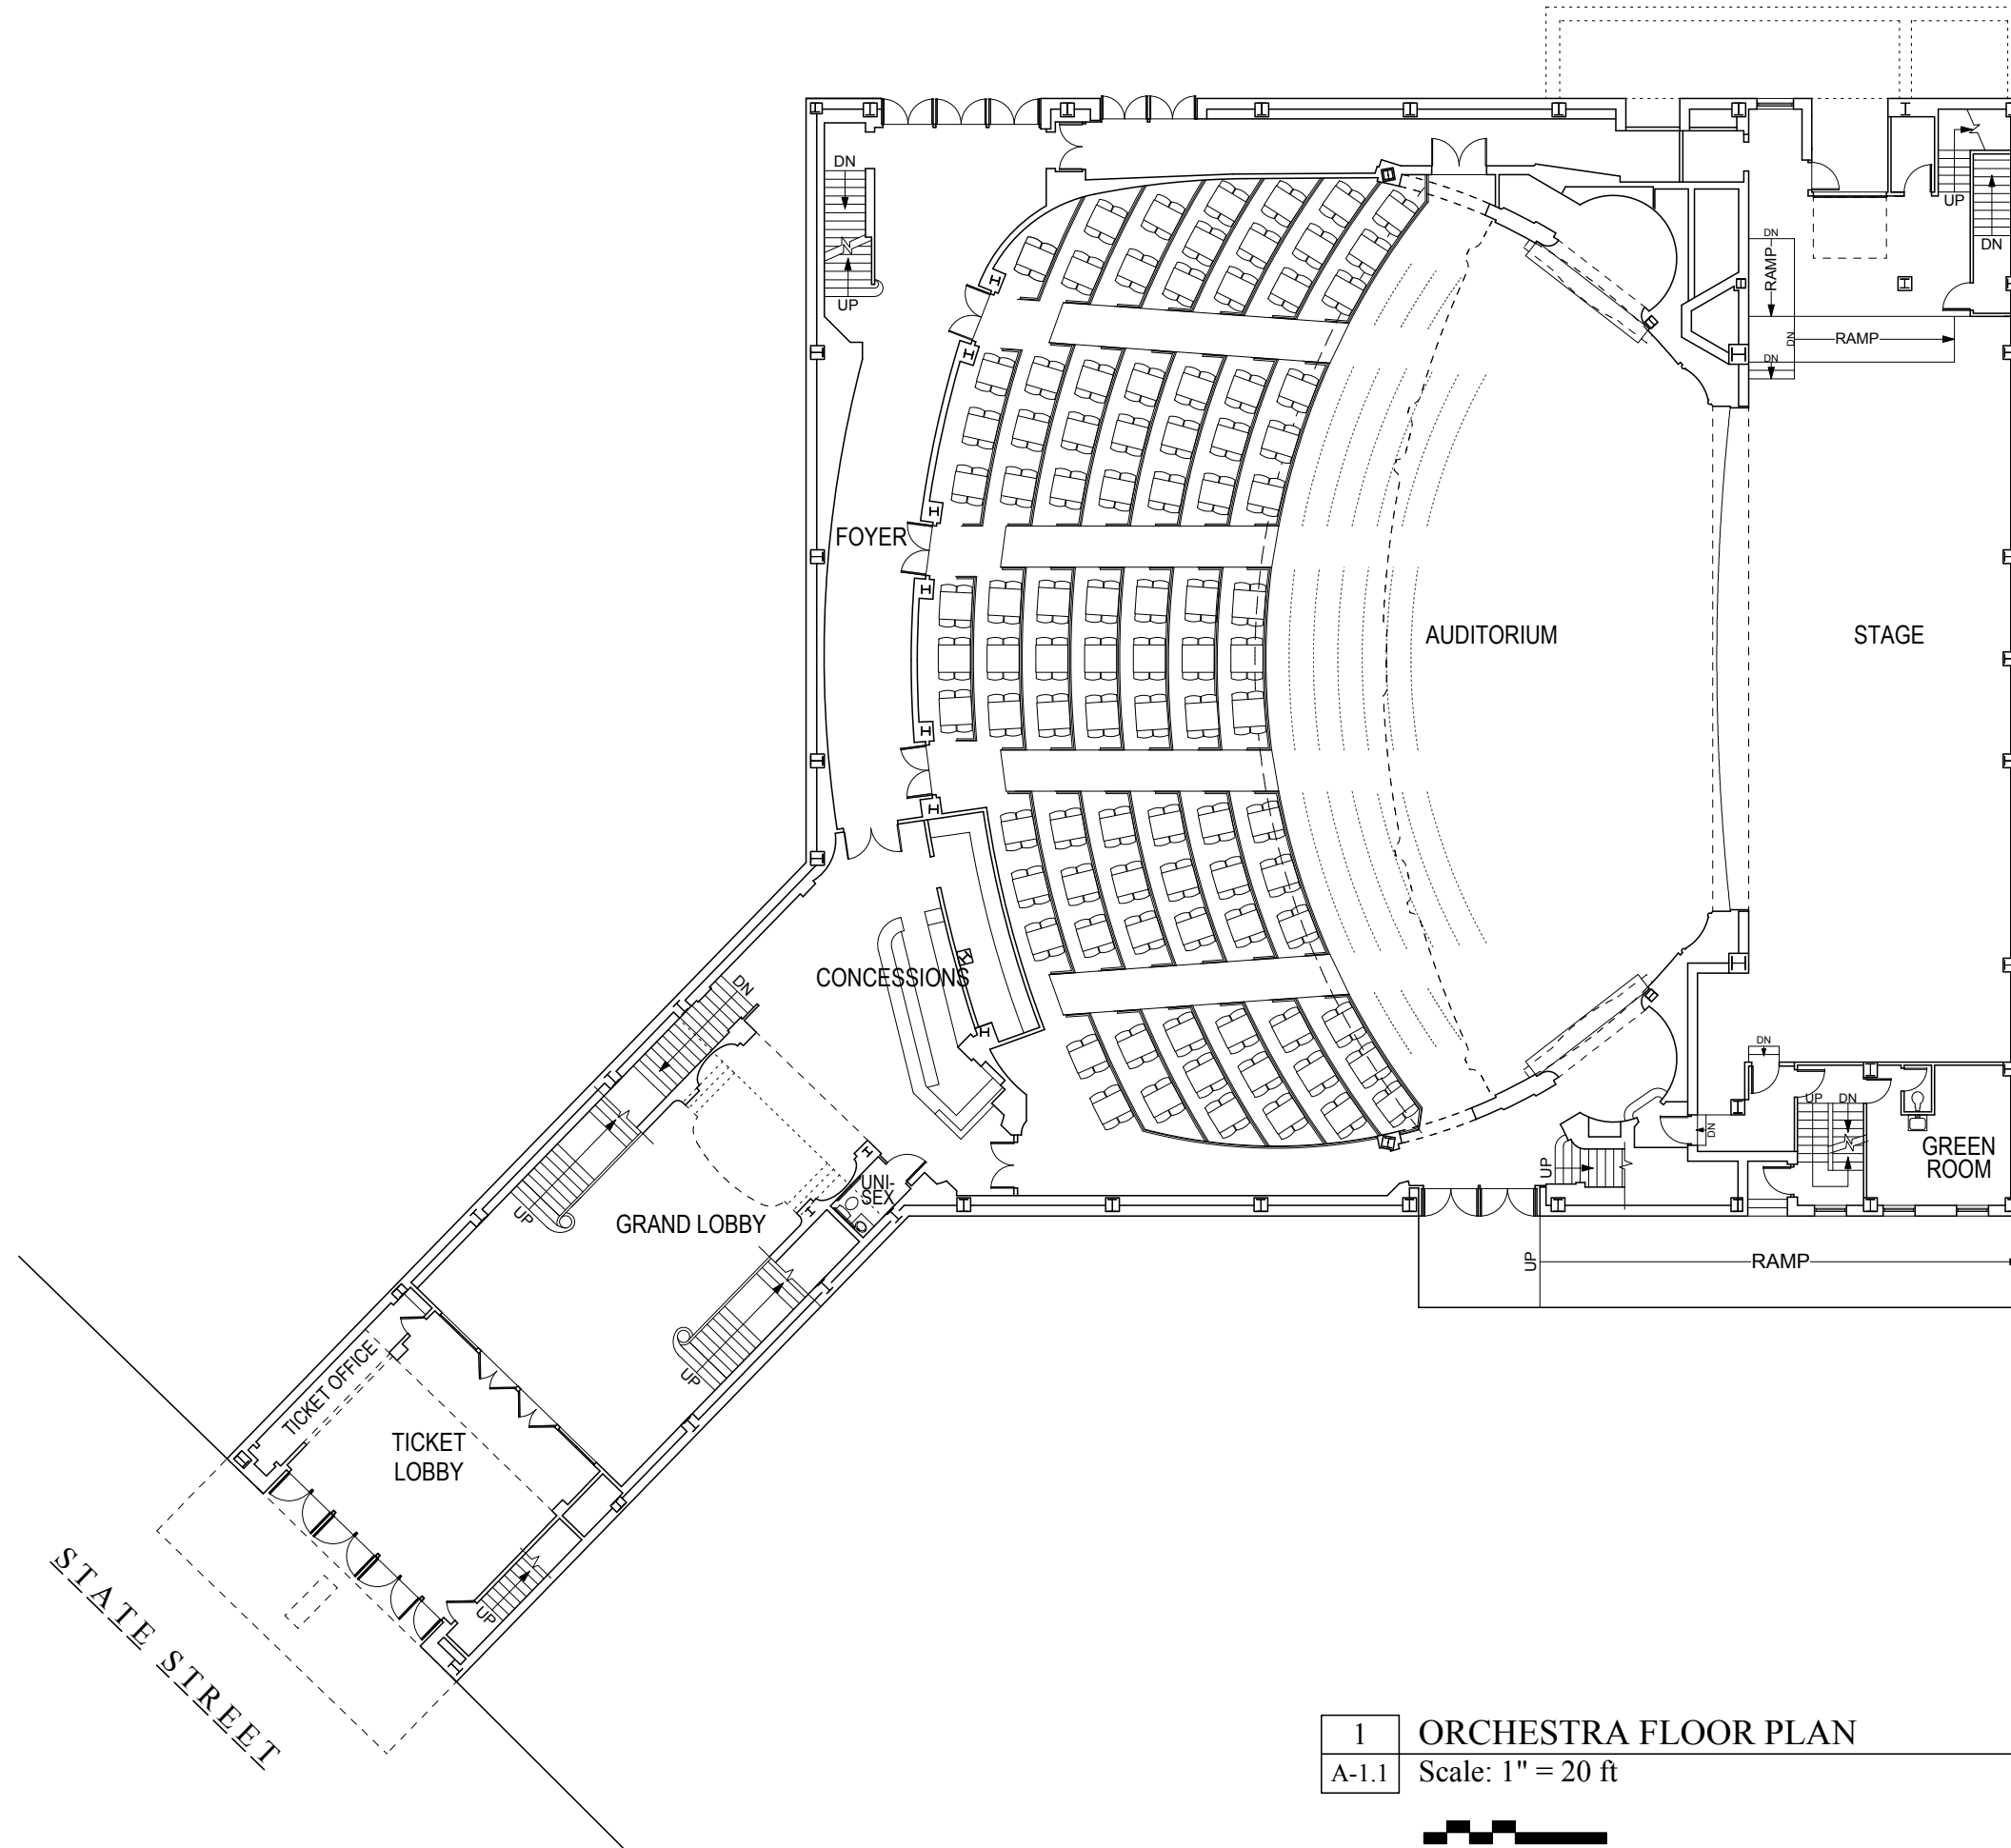 DN
UP
UP
DN
DN
RAMP
DN
RAMP
DN
FOYER
AUDITORIUM
STAGE
CONCESSIONS
DN
DN
UP
DN
DN
GREEN
ROOM
UNI-
SEX
UP
UP
GRAND LOBBY
UP
RAMP
UP
TICKET OFFICE
TICKET
LOBBY
UP
STATE STREET
1
ORCHESTRA FLOOR PLAN
A-1.1
Scale: 1" = 20 ft